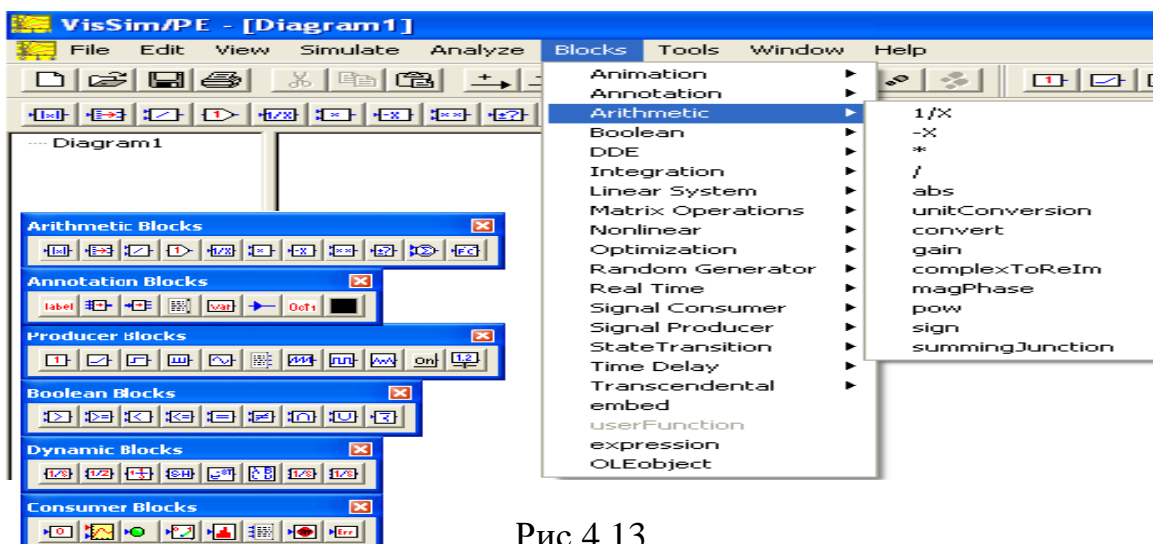 VisSim/PE - [Diagram1]
File Edit View Simulate Analyze Blocks Tools Window Help
Diagram1
Animation
Annotation
Arithmetic
Boolean
DDE
Integration
Linear System
Matrix Operations
Nonlinear
Optimization
Random Generator
Real Time
Signal Consumer
Signal Producer
StateTransition
Time Delay
Transcendental
embed
userFunction
expression
OLEobject
1/X
-X
*
/
abs
unitConversion
convert
gain
complexToReIm
magPhase
pow
sign
summingJunction
Arithmetic Blocks
Annotation Blocks
label
var
Producer Blocks
Boolean Blocks
Dynamic Blocks
Consumer Blocks
Рис 4.13